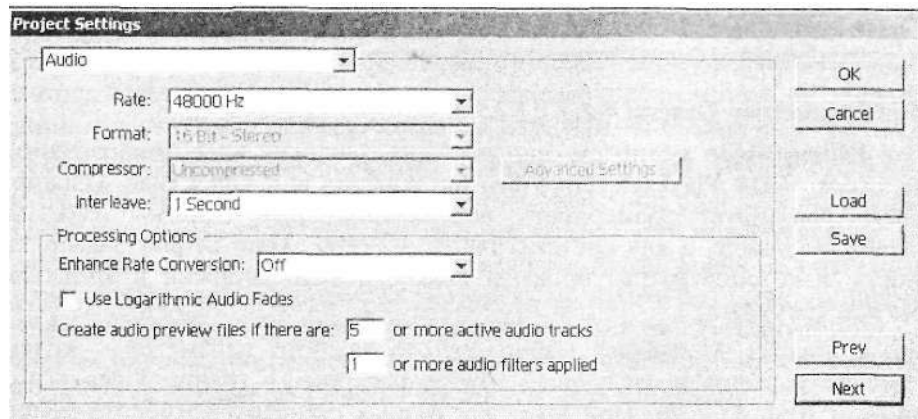 Project Settings
Audio
OK
Rate: 48000 Hz
Cancel
Format: 16 Bit - Stereo
Compressor: Uncompressed
Advanced Settings
Interleave: 1 Second
Load
Processing Options
Save
Enhance Rate Conversion: Off
Use Logarithmic Audio Fades
Create audio preview files if there are: 5 or more active audio tracks
1 or more audio filters applied
Prev
Next